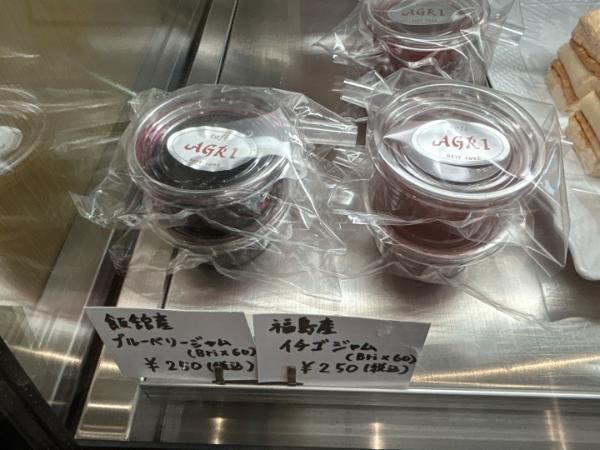 AGRI
AGRI
AGRI
飯舘産
ブルーベリージャム
(Brix60)
¥250(税込)
福島産
イチゴジャム
(Brix60)
¥250(税込)